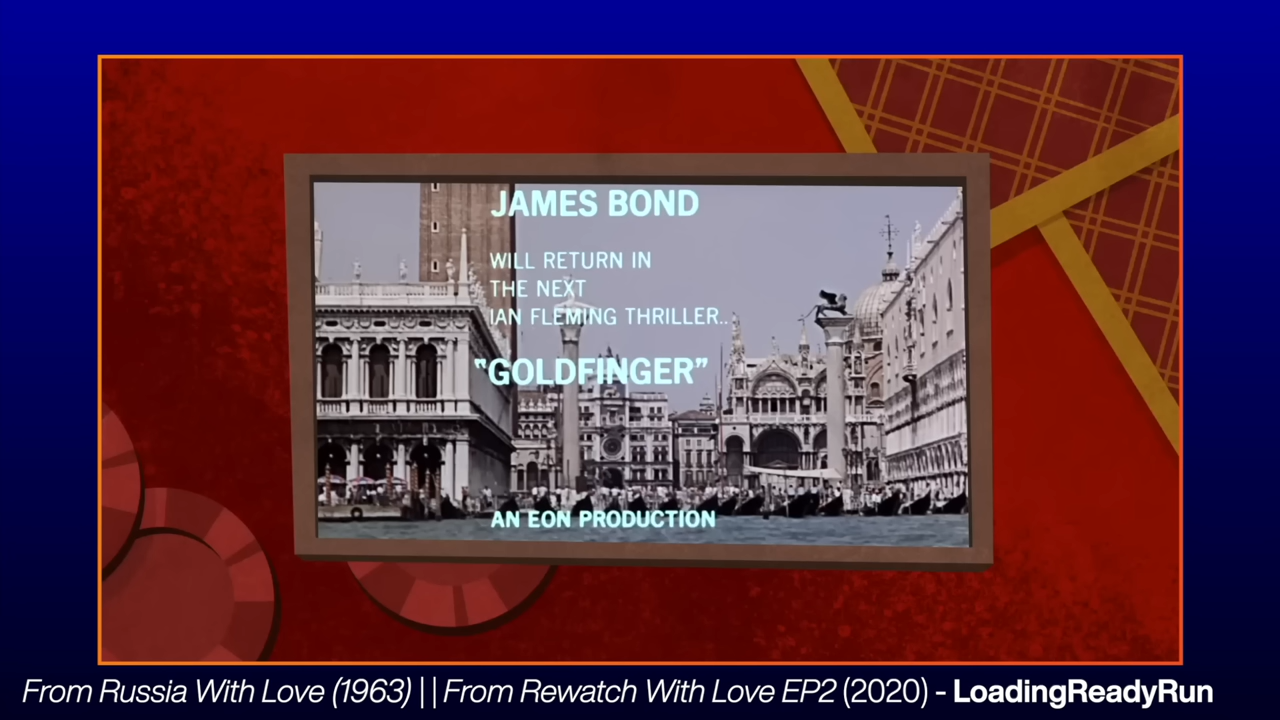 JAMES BOND
WILL RETURN IN
THE NEXT
IAN FLEMING THRILLER..
"GOLDFINGER”
AN EON PRODUCTION
From Russia With Love (1963) || From Rewatch With Love EP2 (2020) - LoadingReadyRun